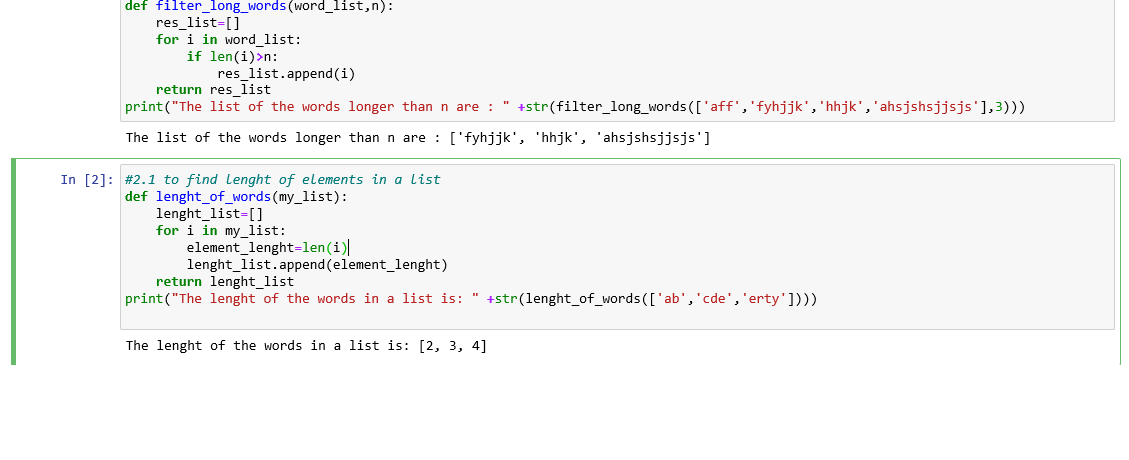 def filter_long_words(word_list,n):
    res_list=[]
    for i in word_list:
        if len(i)>n:
            res_list.append(i)
    return res_list
print("The list of the words longer than n are : " +str(filter_long_words(['aff','fyhjjk','hhjk','ahsjshsjjsjs'],3)))
The list of the words longer than n are : ['fyhjjk', 'hhjk', 'ahsjshsjjsjs']
In [2]: #2.1 to find lenght of elements in a list
def lenght_of_words(my_list):
    lenght_list=[]
    for i in my_list:
        element_lenght=len(i)
        lenght_list.append(element_lenght)
    return lenght_list
print("The lenght of the words in a list is: " +str(lenght_of_words(['ab','cde','erty'])))
The lenght of the words in a list is: [2, 3, 4]